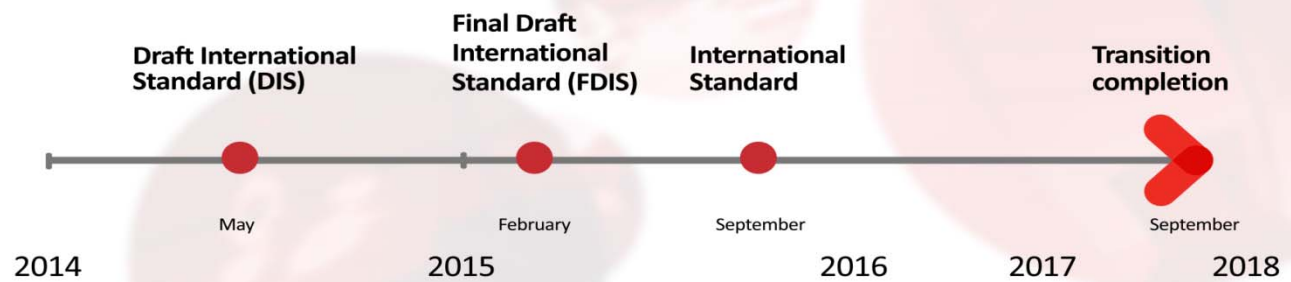 Draft International
Standard (DIS)
Final Draft
International
Standard (FDIS)
International
Standard
Transition
completion
May
February
September
September
2014
2015
2016
2017
2018